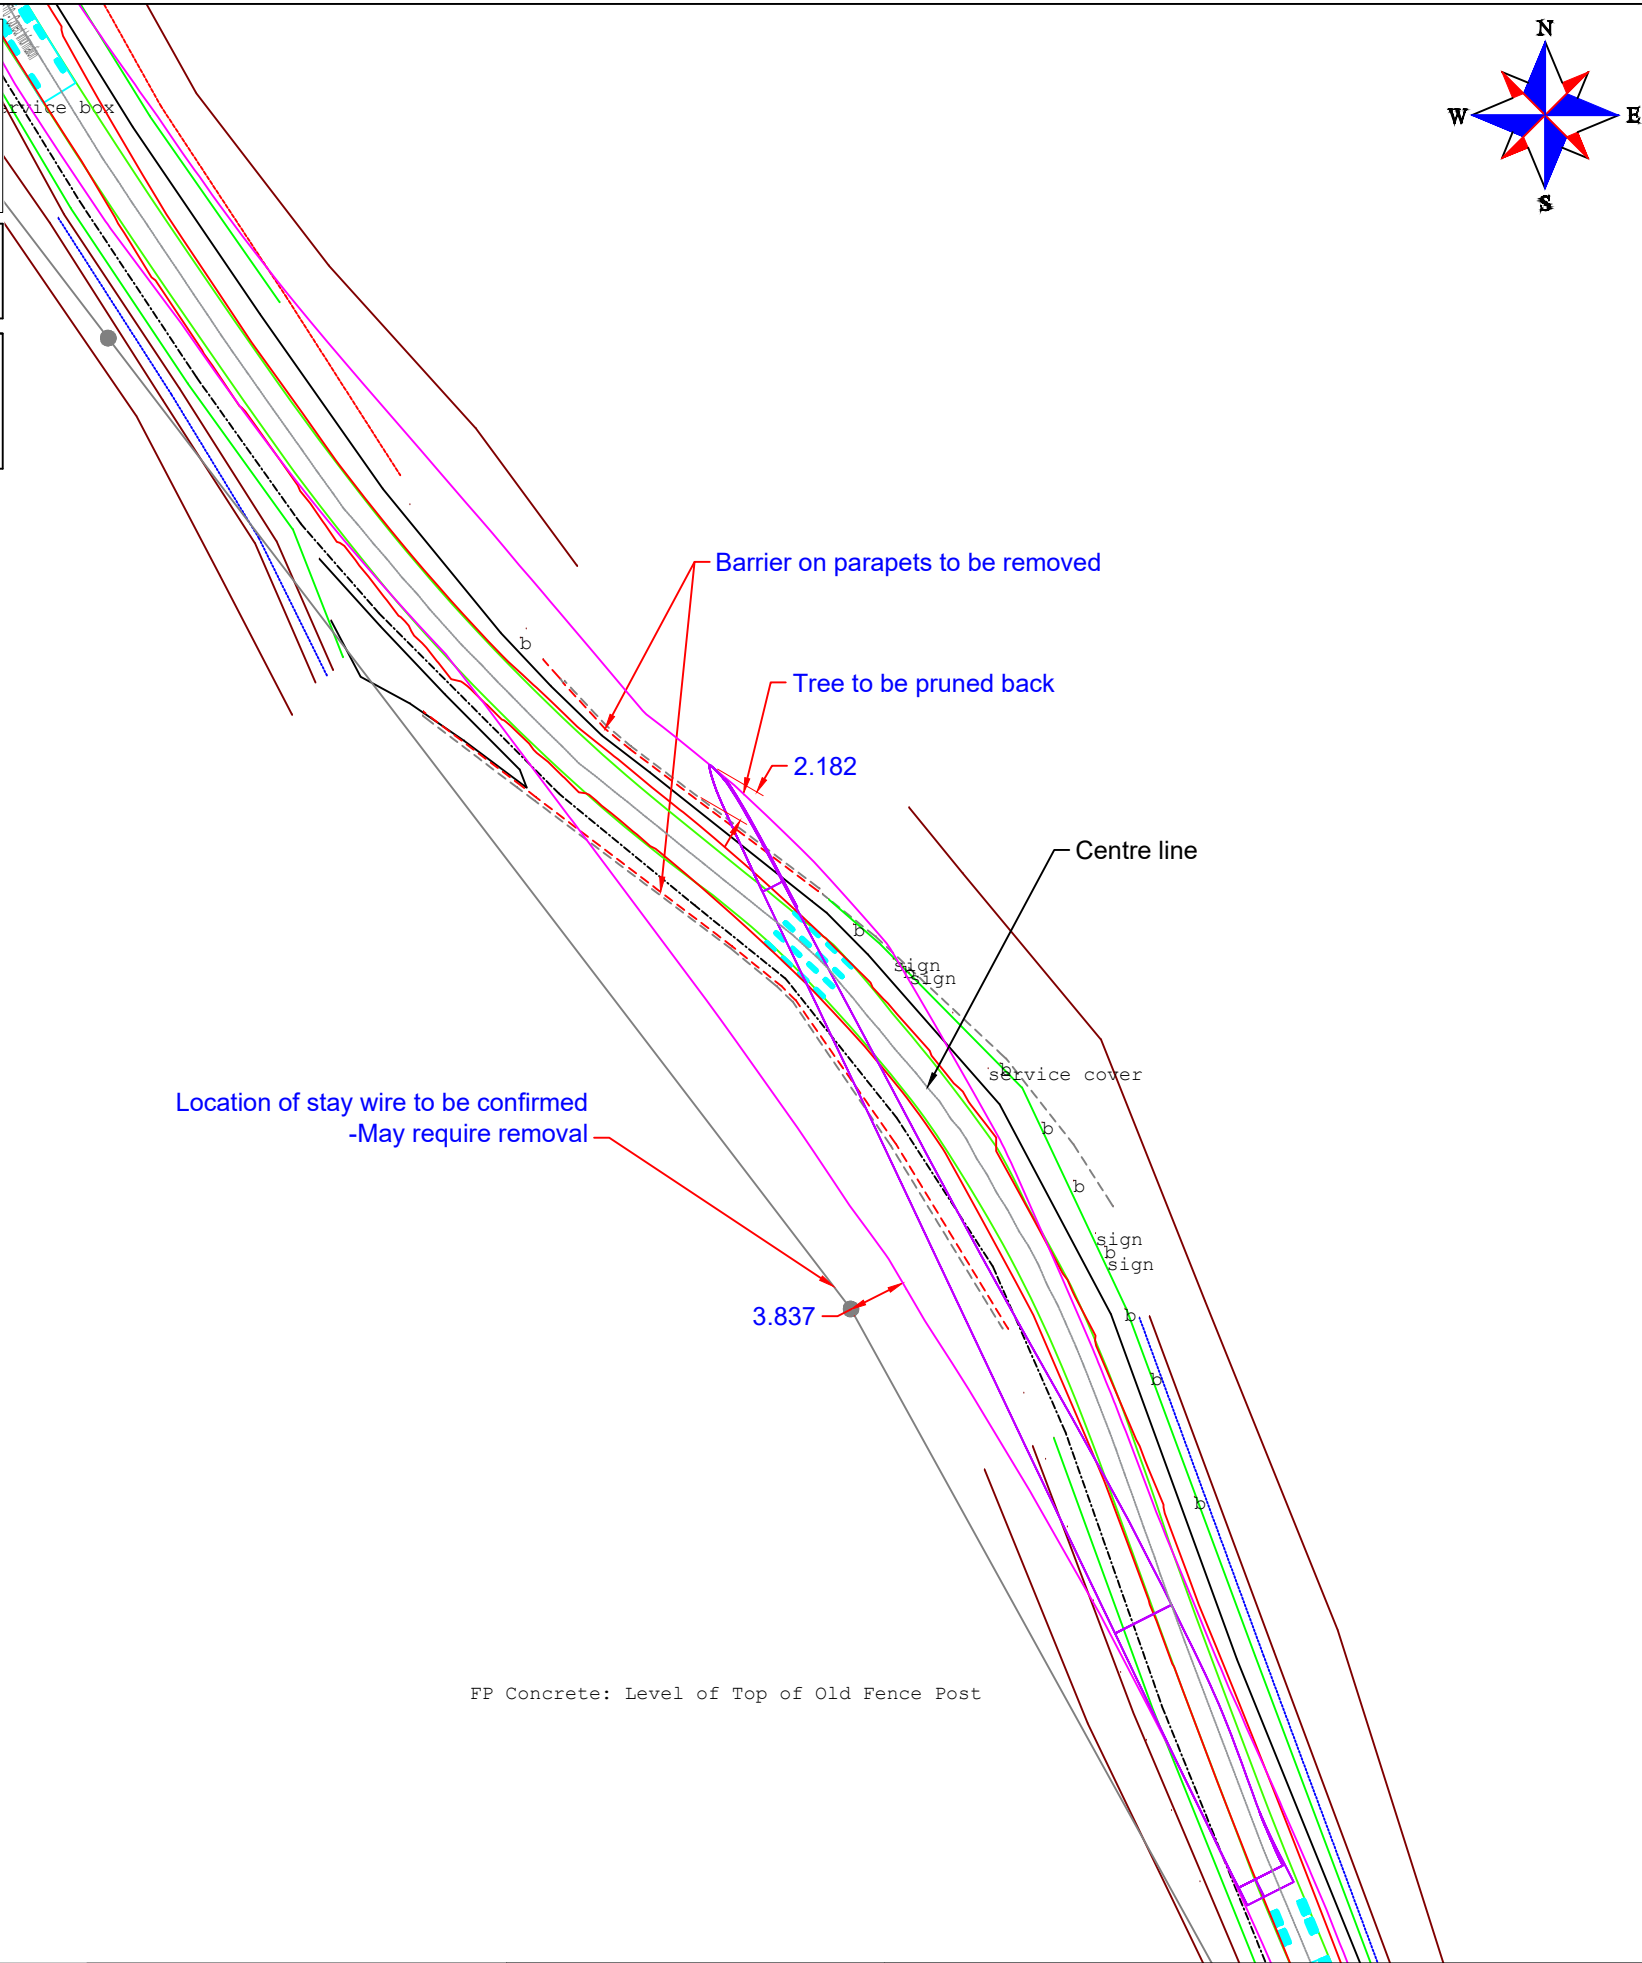 N
W
E
S
service box
Barrier on parapets to be removed
b
Tree to be pruned back
2.182
Centre line
b
sign
sign
b
service cover
Location of stay wire to be confirmed
-May require removal
b
b
sign
b
sign
3.837
b
b
b
FP Concrete: Level of Top of Old Fence Post